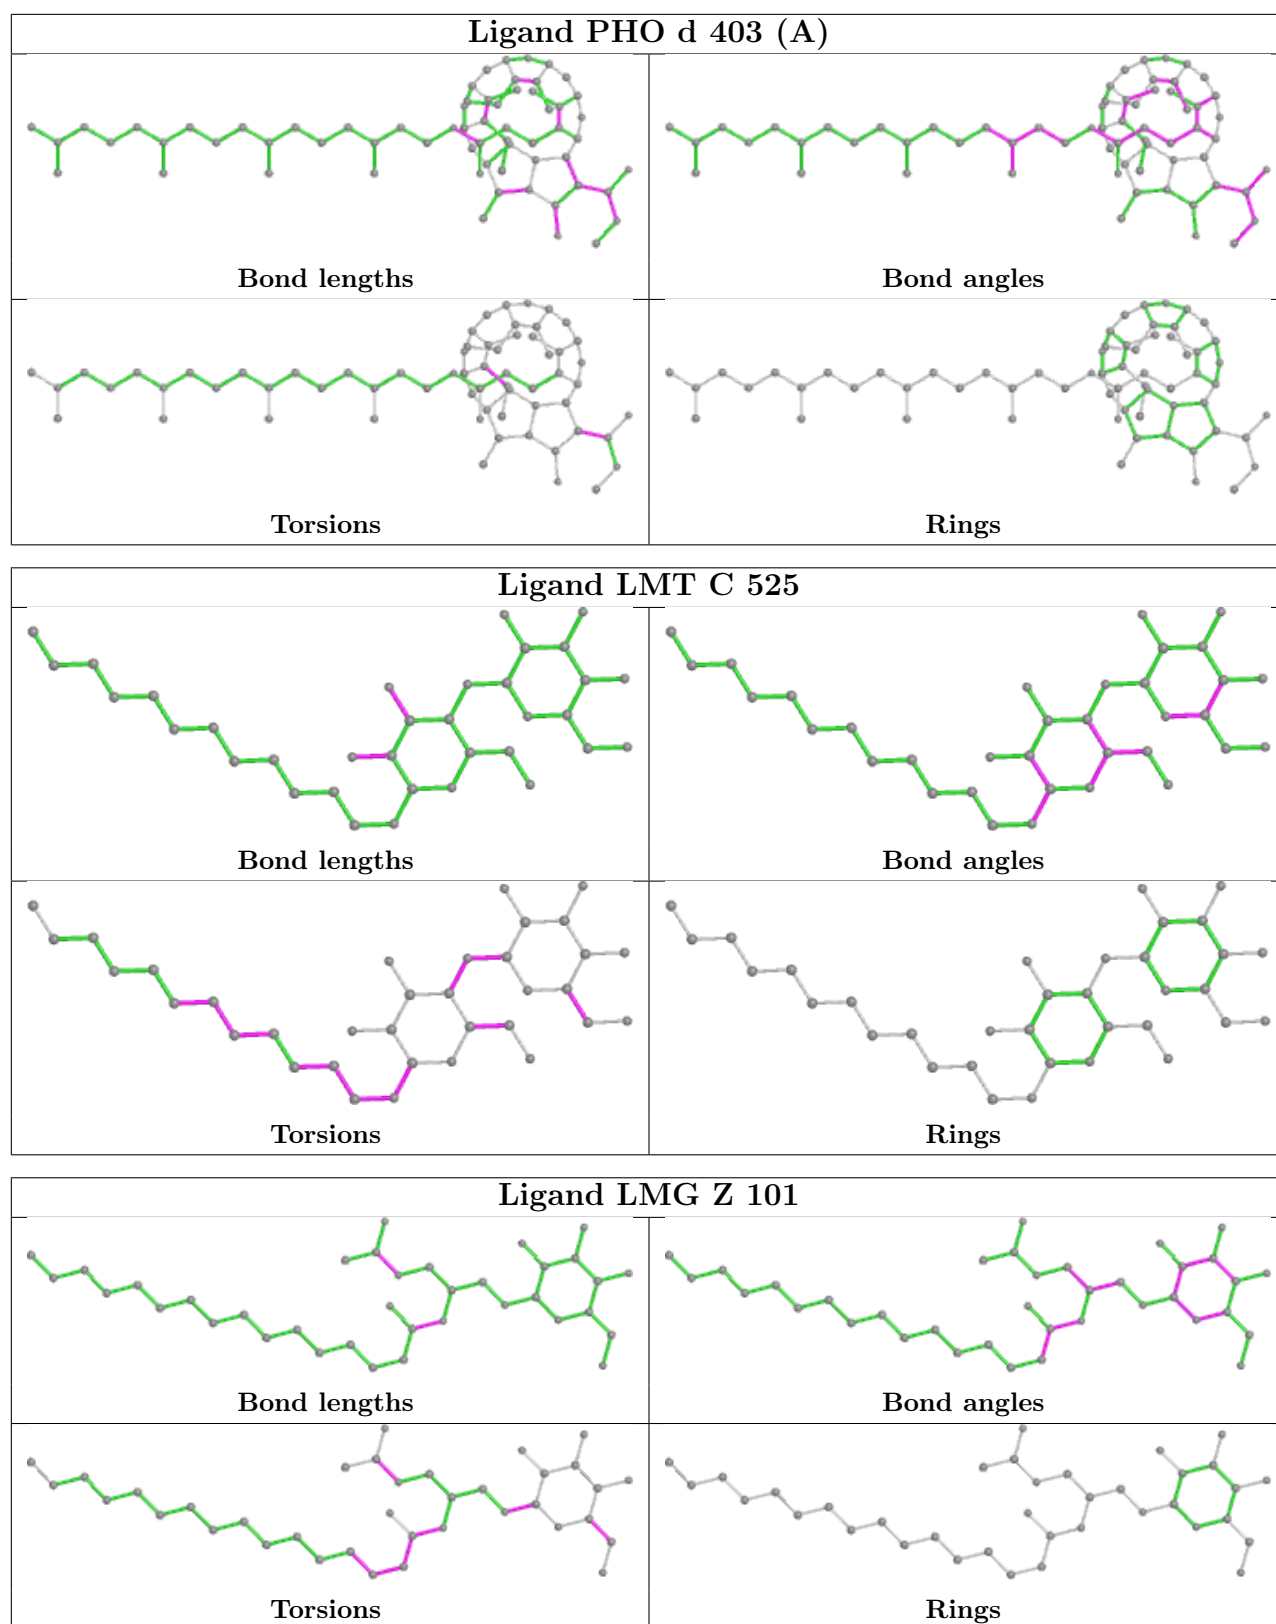 Ligand PHO d 403 (A)
Bond lengths
Bond angles
Torsions
Rings
Ligand LMT C 525
Bond lengths
Bond angles
Torsions
Rings
Ligand LMG Z 101
Bond lengths
Bond angles
Torsions
Rings